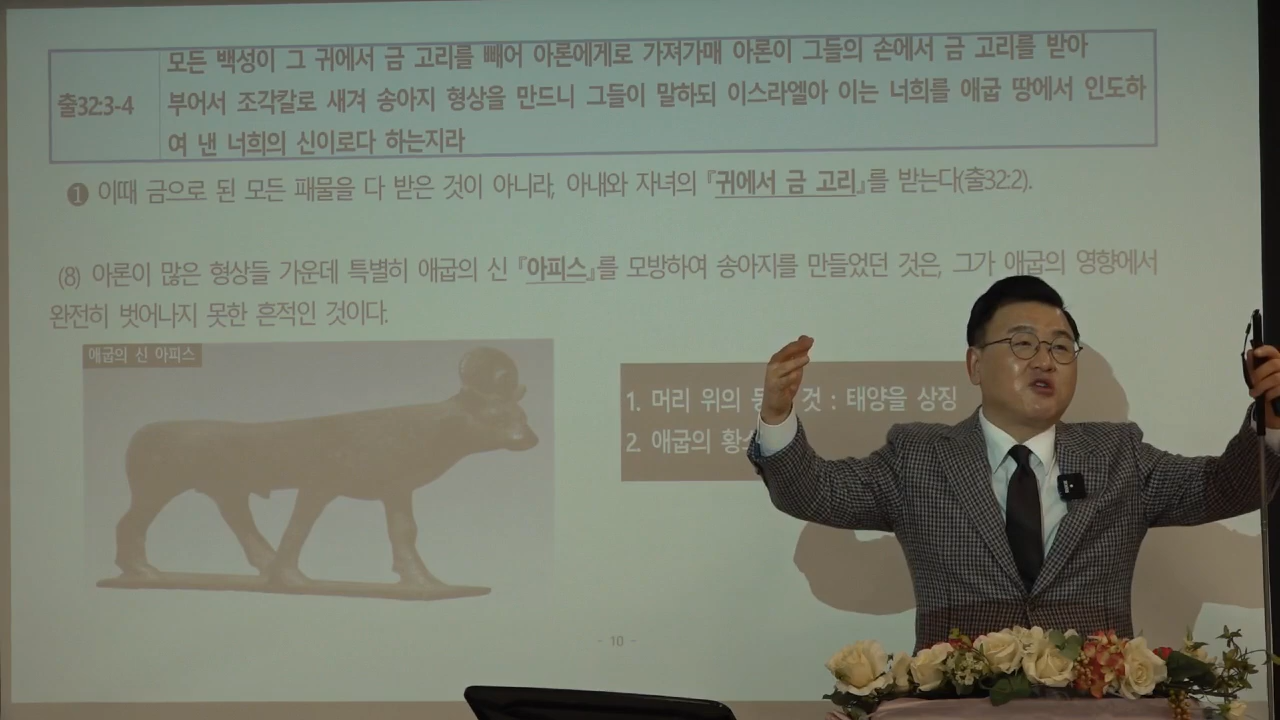 모든 백성이 그 귀에서 금 고리를 빼어 아론에게로 가져가매 아론이 그들의 손에서 금 고리를 받아
출32:3-4
부어서 조각칼로 새겨 송아지 형상을 만드니 그들이 말하되 이스라엘아 이는 너희를 애굽 땅에서 인도하
여 낸 너희의 신이로다 하는지라
❶ 이때 금으로 된 모든 패물을 다 받은 것이 아니라, 아내와 자녀의 『귀에서 금 고리』를 받는다(출32:2).
(8) 아론이 많은 형상들 가운데 특별히 애굽의 신 『아피스』를 모방하여 송아지를 만들었던 것은, 그가 애굽의 영향에서
완전히 벗어나지 못한 흔적인 것이다.
애굽의 신 아피스
1. 머리 위의 것 : 태양을 상징
2. 애굽의
- 10 -